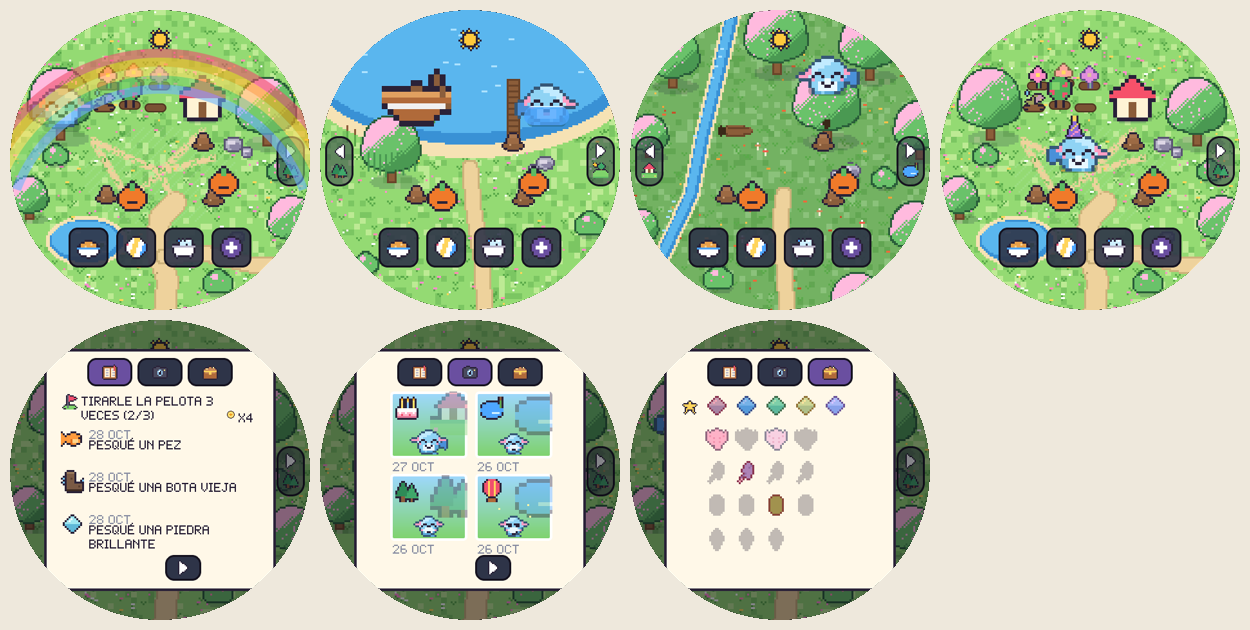 TIRARLE LA PELOTA 3
VECES (2/3)
X4
28 OCT
PESQUÉ UN PEZ
28 OCT
PESQUÉ UNA BOTA VIEJA
28 OCT
PESQUÉ UNA PIEDRA
BRILLANTE
27 OCT
26 OCT
26 OCT
26 OCT